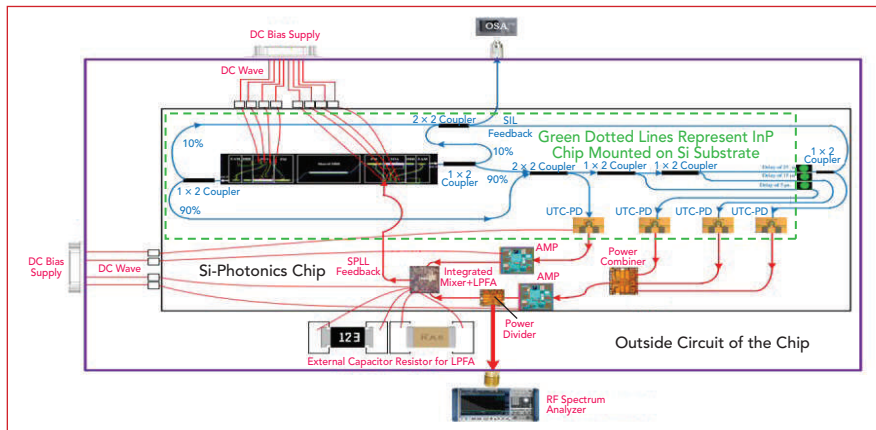 DC Bias Supply
OSA
DC Wave
2 × 2 Coupler
SIL
Feedback
Green Dotted Lines Represent InP
Chip Mounted on Si Substrate
1 × 2
Coupler
10%
10%
2 × 2 Coupler
1 × 2 Coupler
1 × 2 Coupler
1 × 2 Coupler
1 × 2
Coupler
90%
90%
UTC-PD
UTC-PD
UTC-PD
UTC-PD
DC Bias
Supply
DC Wave
Si-Photonics Chip
SPLL
Feedback
Integrated
Mixer+LPFA
AMP
AMP
Power
Combiner
Power
Divider
123
External Capacitor Resistor for LPFA
Outside Circuit of the Chip
RF Spectrum
Analyzer